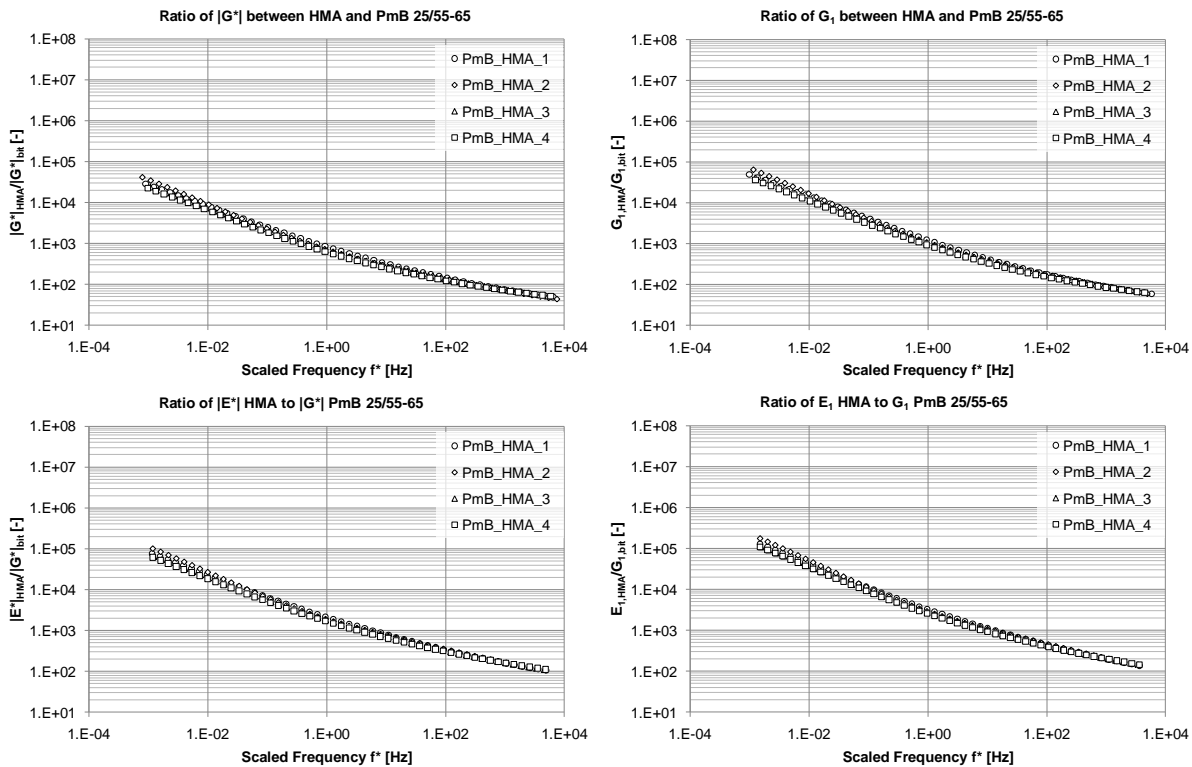 Ratio of |G*| between HMA and PmB 25/55-65
|G*|HMA/|G*|bit [-]
1.E+08
1.E+07
1.E+06
1.E+05
1.E+04
1.E+03
1.E+02
1.E+01
PmB_HMA_1
PmB_HMA_2
PmB_HMA_3
PmB_HMA_4
1.E-04 1.E-02 1.E+00 1.E+02 1.E+04
Scaled Frequency f* [Hz]
Ratio of G1 between HMA and PmB 25/55-65
G1,HMA/G1,bit [-]
1.E+08
1.E+07
1.E+06
1.E+05
1.E+04
1.E+03
1.E+02
1.E+01
PmB_HMA_1
PmB_HMA_2
PmB_HMA_3
PmB_HMA_4
1.E-04 1.E-02 1.E+00 1.E+02 1.E+04
Scaled Frequency f* [Hz]
Ratio of |E*| HMA to |G*| PmB 25/55-65
|E*|HMA/|G*|bit [-]
1.E+08
1.E+07
1.E+06
1.E+05
1.E+04
1.E+03
1.E+02
1.E+01
PmB_HMA_1
PmB_HMA_2
PmB_HMA_3
PmB_HMA_4
1.E-04 1.E-02 1.E+00 1.E+02 1.E+04
Scaled Frequency f* [Hz]
Ratio of E1 HMA to G1 PmB 25/55-65
E1,HMA/G1,bit [-]
1.E+08
1.E+07
1.E+06
1.E+05
1.E+04
1.E+03
1.E+02
1.E+01
PmB_HMA_1
PmB_HMA_2
PmB_HMA_3
PmB_HMA_4
1.E-04 1.E-02 1.E+00 1.E+02 1.E+04
Scaled Frequency f* [Hz]